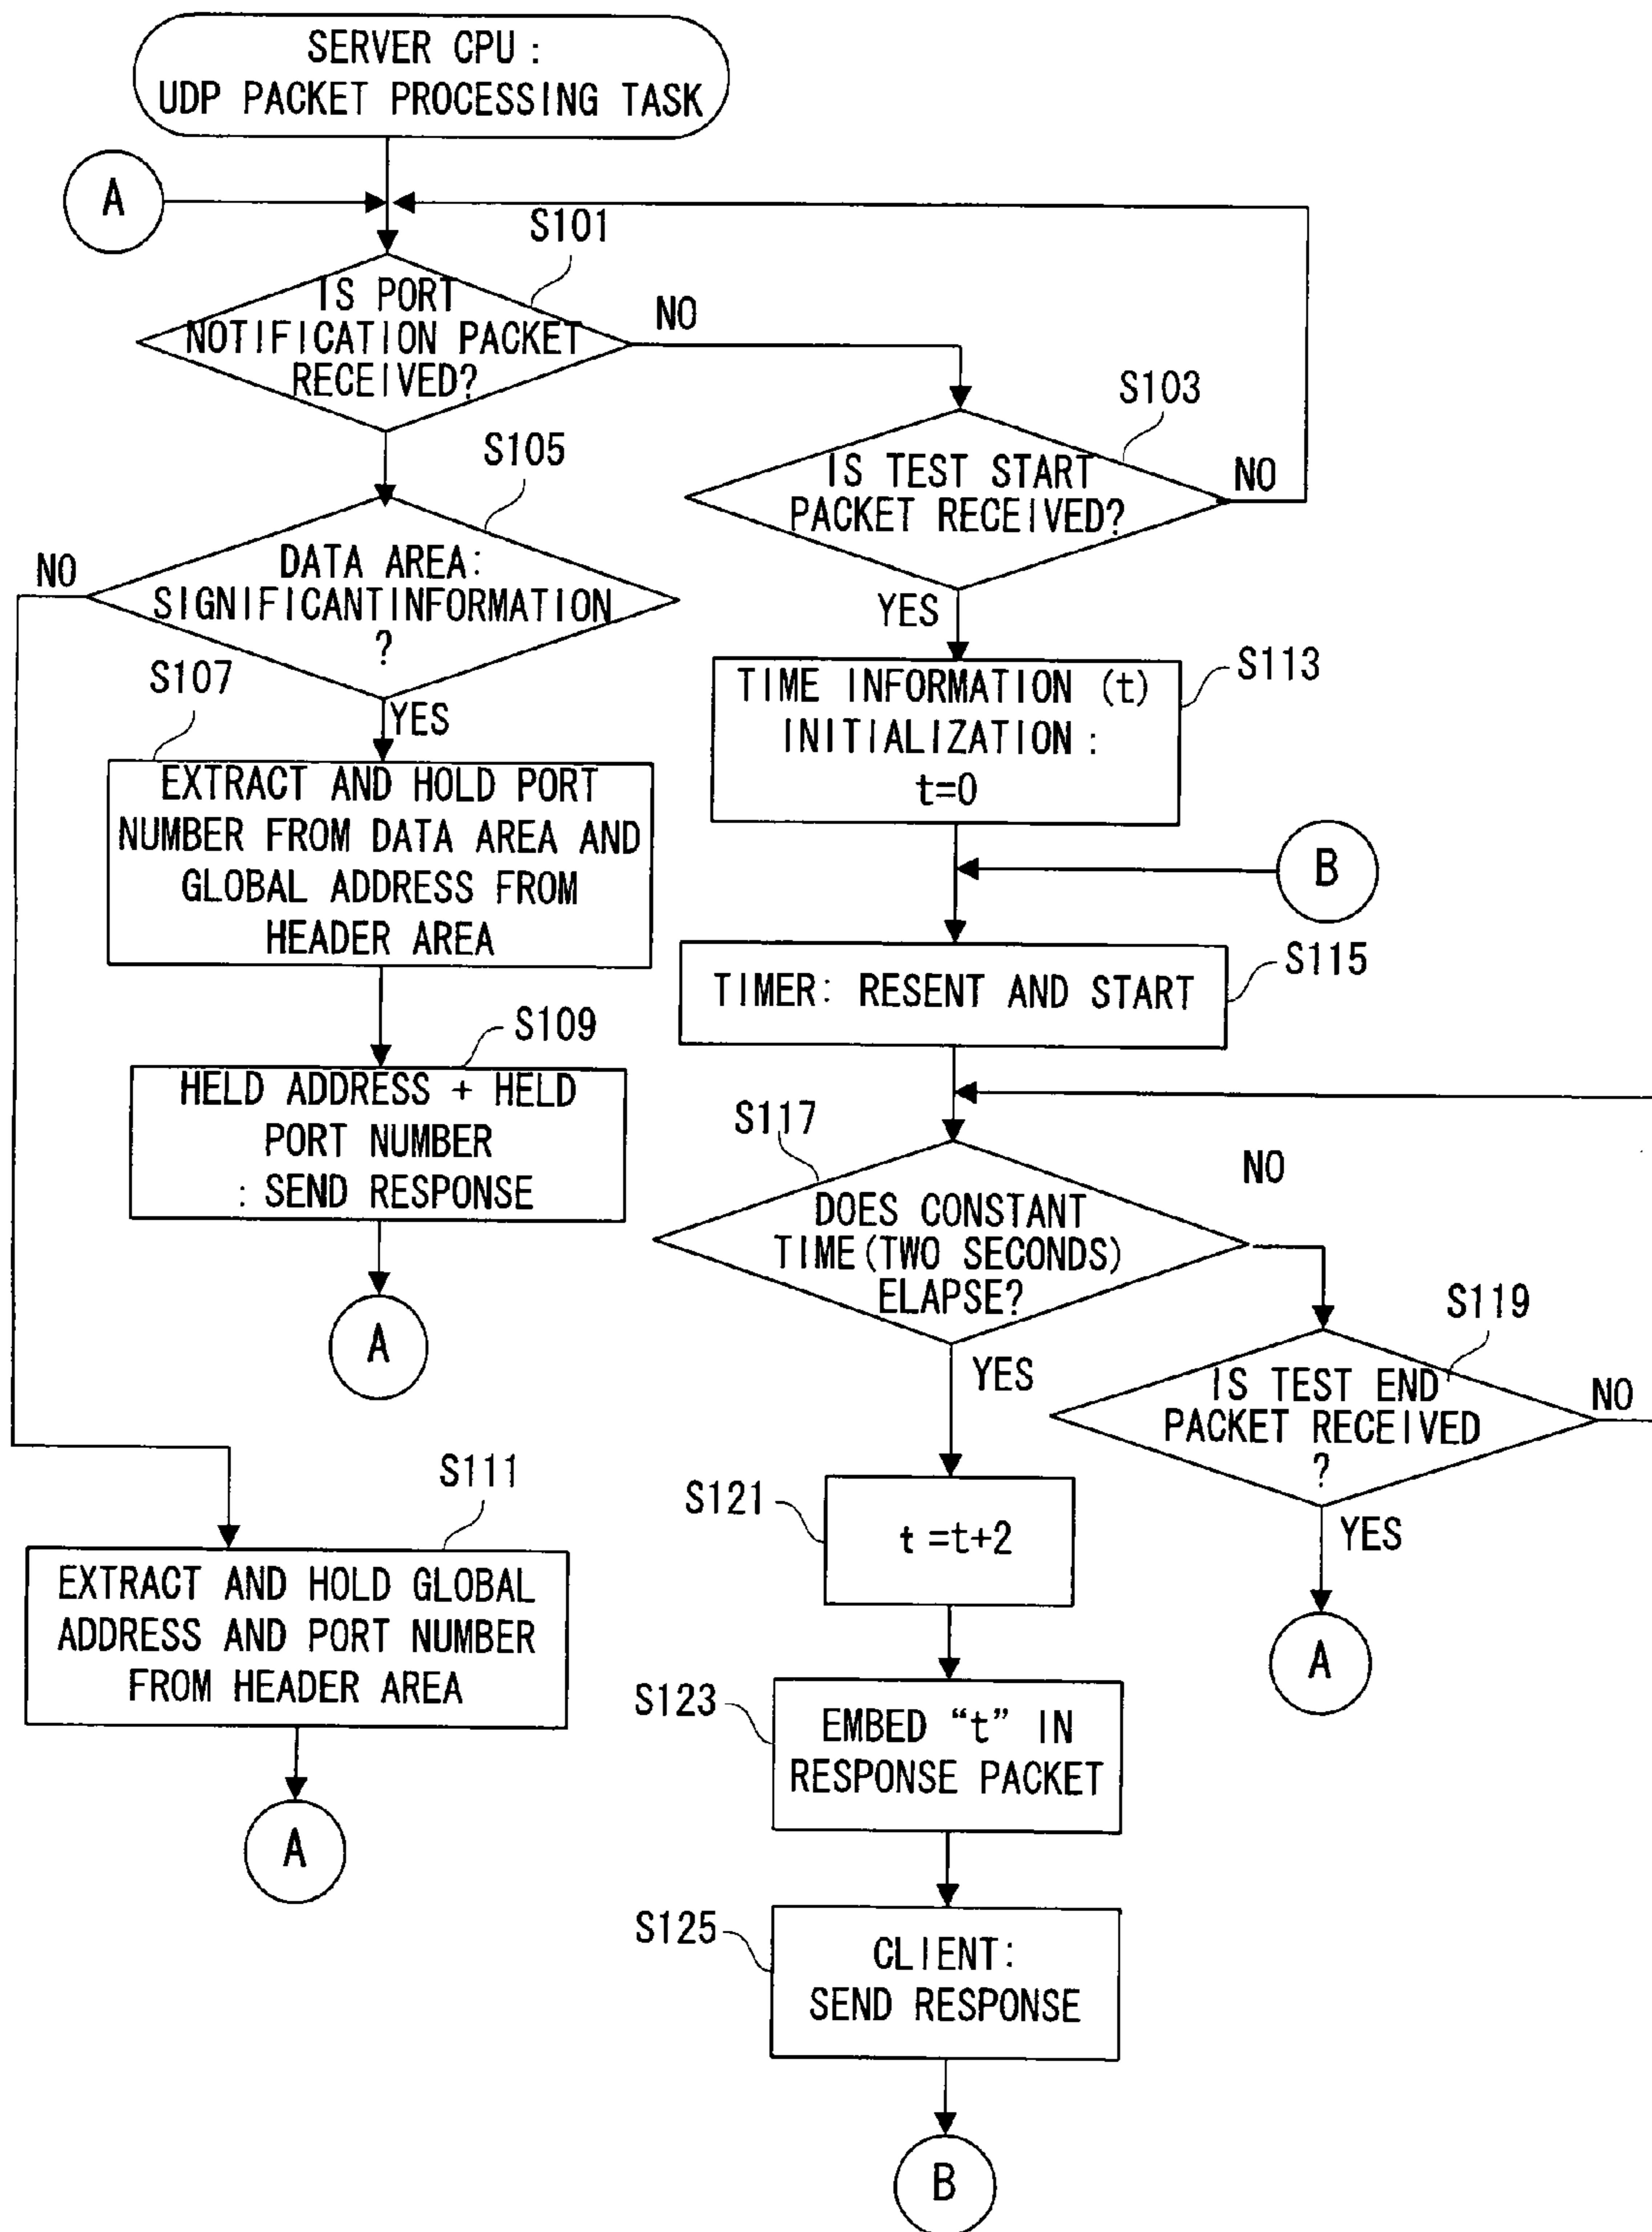 SERVER CPU :
UDP PACKET PROCESSING TASK
A
S101
IS PORT
NOTIFICATION PACKET
RECEIVED?
NO
S103
IS TEST START
PACKET RECEIVED?
NO
YES
S105
DATA AREA:
SIGNIFICANTINFORMATION
?
NO
YES
S107
EXTRACT AND HOLD PORT
NUMBER FROM DATA AREA AND
GLOBAL ADDRESS FROM
HEADER AREA
S109
HELD ADDRESS + HELD
PORT NUMBER
: SEND RESPONSE
A
S111
EXTRACT AND HOLD GLOBAL
ADDRESS AND PORT NUMBER
FROM HEADER AREA
A
S113
TIME INFORMATION (t)
INITIALIZATION :
t=0
B
S115
TIMER: RESENT AND START
S117
DOES CONSTANT
TIME(TWO SECONDS)
ELAPSE?
NO
YES
S119
IS TEST END
PACKET RECEIVED
?
NO
YES
A
S121
t =t+2
S123
EMBED “t” IN
RESPONSE PACKET
S125
CLIENT:
SEND RESPONSE
B